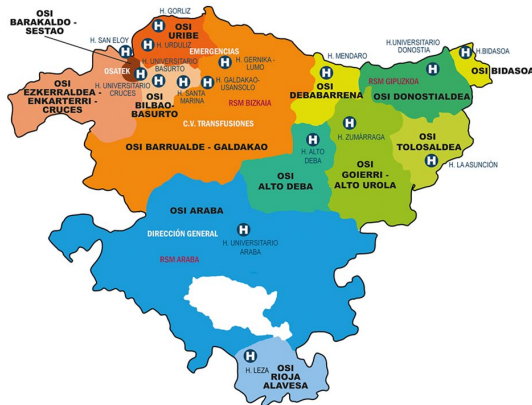 OSI
BARAKALDO -
SESTAO
H. GORLIZ
H. SAN ELOY
OSI
URIBE
H. URDULIZ
EMERGENCIAS
H. UNIVERSITARIO
BASURTO
OSATEK
H. GERNIKA -
LUMO
H. MENDARO
H.UNIVERSITARIO
DONOSTIA
H.BIDASOA
OSI BIDASOA
OSI
EZKERRALDEA -
ENKARTERRI -
CRUCES
H. UNIVERSITARIO
CRUCES
OSI
BILBAO-
BASURTO
H. SANTA
MARINA
H. GALDAKAO-
USANSOLO
RSM BIZKAIA
OSI
DEBABARRENA
RSM GIPUZKOA
OSI DONOSTIALDEA
C.V. TRANSFUSIONES
OSI BARRUALDE - GALDAKAO
H. ALTO
DEBA
H. ZUMÁRRAGA
OSI
TOLOSALDEA
H. LA ASUNCIÓN
OSI
ALTO DEBA
OSI
GOIERRI -
ALTO UROLA
OSI ARABA
DIRECCIÓN GENERAL
H. UNIVERSITARIO
ARABA
RSM ARABA
H. LEZA
OSI
RIOJA
ALAVESA